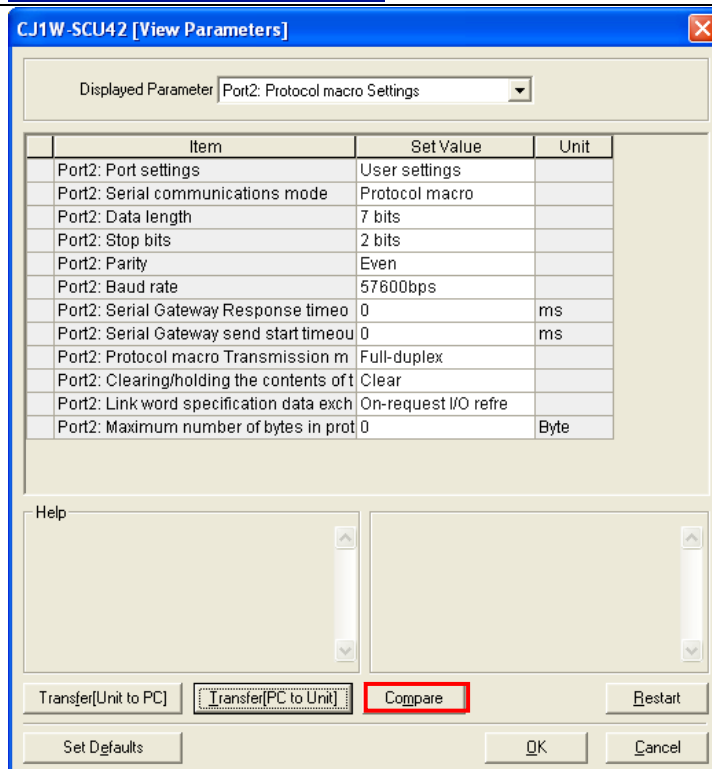 CJ1W-SCU42 [View Parameters]
Displayed Parameter Port2: Protocol macro Settings
Item Set Value Unit
Port2: Port settings User settings
Port2: Serial communications mode Protocol macro
Port2: Data length 7 bits
Port2: Stop bits 2 bits
Port2: Parity Even
Port2: Baud rate 57600bps
Port2: Serial Gateway Response timeo 0 ms
Port2: Serial Gateway send start timeou 0 ms
Port2: Protocol macro Transmission m Full-duplex
Port2: Clearing/holding the contents of t Clear
Port2: Link word specification data exch On-request I/O refre
Port2: Maximum number of bytes in prot 0 Byte
Help
Transfer[Unit to PC] Transfer[PC to Unit] Compare Restart
Set Defaults OK Cancel